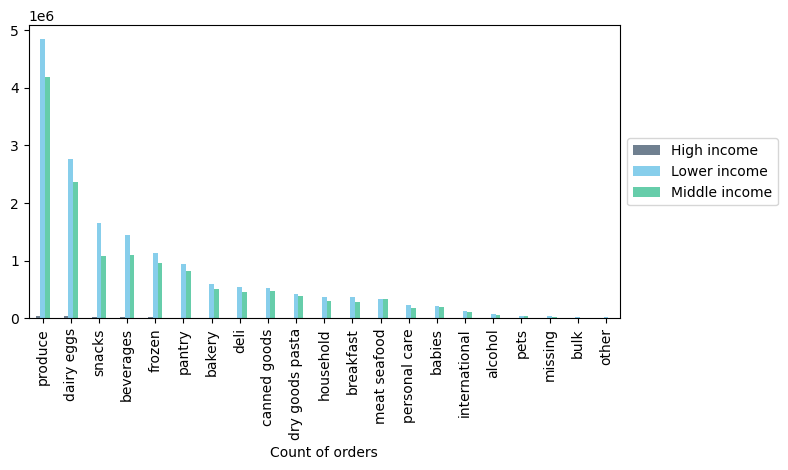 1e6
5
4
3
2
1
0
produce
dairy eggs
snacks
beverages
frozen
pantry
bakery
deli
canned goods
dry goods pasta
household
breakfast
meat seafood
personal care
babies
international
alcohol
pets
missing
bulk
other
Count of orders
High income
Lower income
Middle income